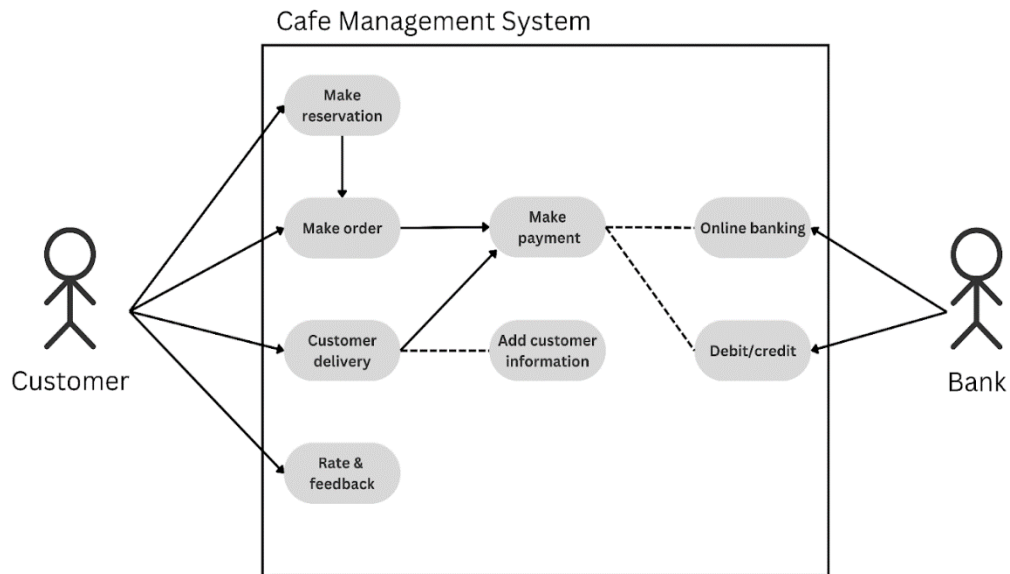 Cafe Management System
Make
reservation
Make order
Make
payment
Online banking
Customer
delivery
Add customer
information
Debit/credit
Customer
Bank
Rate &
feedback